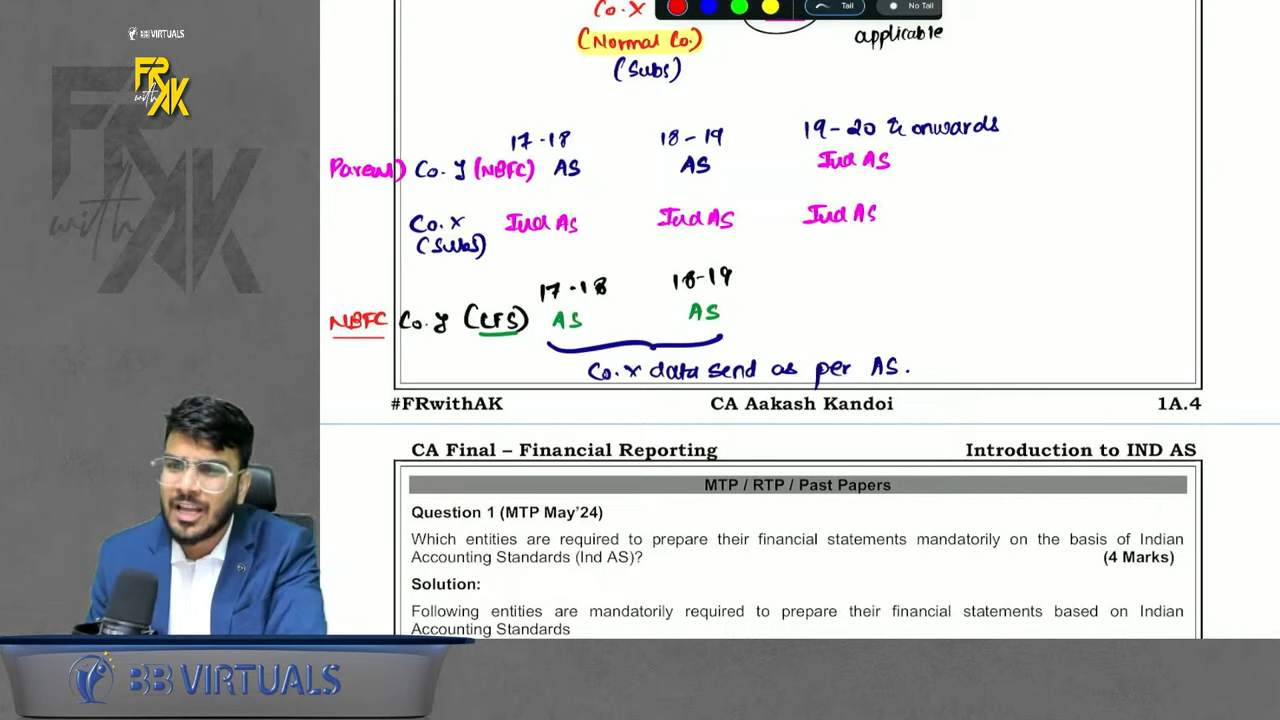 BB VIRTUALS
FR
with
AK
Co. X
Tail
No Tail
(Normal Co.)
applicable
(Subs)
17-18 18-19 19-20 & onwards
Parent) Co. Y (NBFC) AS AS Ind AS
Co. X Ind AS Ind AS Ind AS
(Subs)
17-18 18-19
NBFC Co. Y (CFS) AS AS
Co. X data send as per AS.
#FRwithAK CA Aakash Kandoi 1A.4
CA Final – Financial Reporting Introduction to IND AS
MTP / RTP / Past Papers
Question 1 (MTP May'24)
Which entities are required to prepare their financial statements mandatorily on the basis of Indian
Accounting Standards (Ind AS)? (4 Marks)
Solution:
Following entities are mandatorily required to prepare their financial statements based on Indian
Accounting Standards
BB VIRTUALS